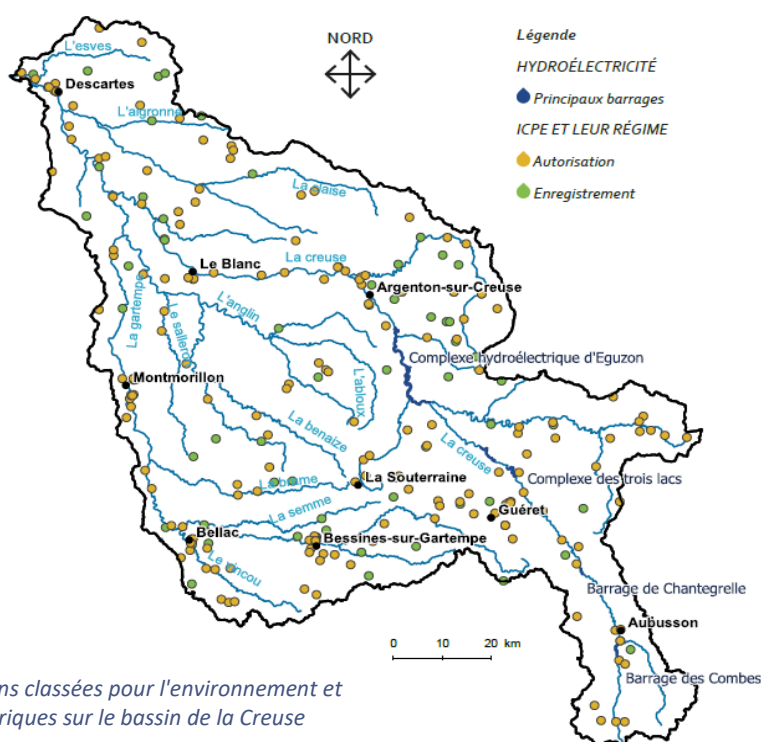 NORD
Légende
HYDROÉLECTRICITÉ
Principaux barrages
ICPE ET LEUR RÉGIME
Autorisation
Enregistrement
L'esves
Descartes
L'aigronne
La claise
Le Blanc
La creuse
Argenton-sur-Creuse
La gartempe
Le salleron
L'anglin
Complexe hydroélectrique d'Eguzon
L'abloux
Montmorillon
La benaize
La creuse
La Souterraine
Complexe des trois lacs
La brame
La semme
Guéret
Bellac
Bessines-sur-Gartempe
Le vincou
Barrage de Chantegrelle
Aubusson
Barrage des Combes
0 10 20 km
ns classées pour l'environnement et
riques sur le bassin de la Creuse